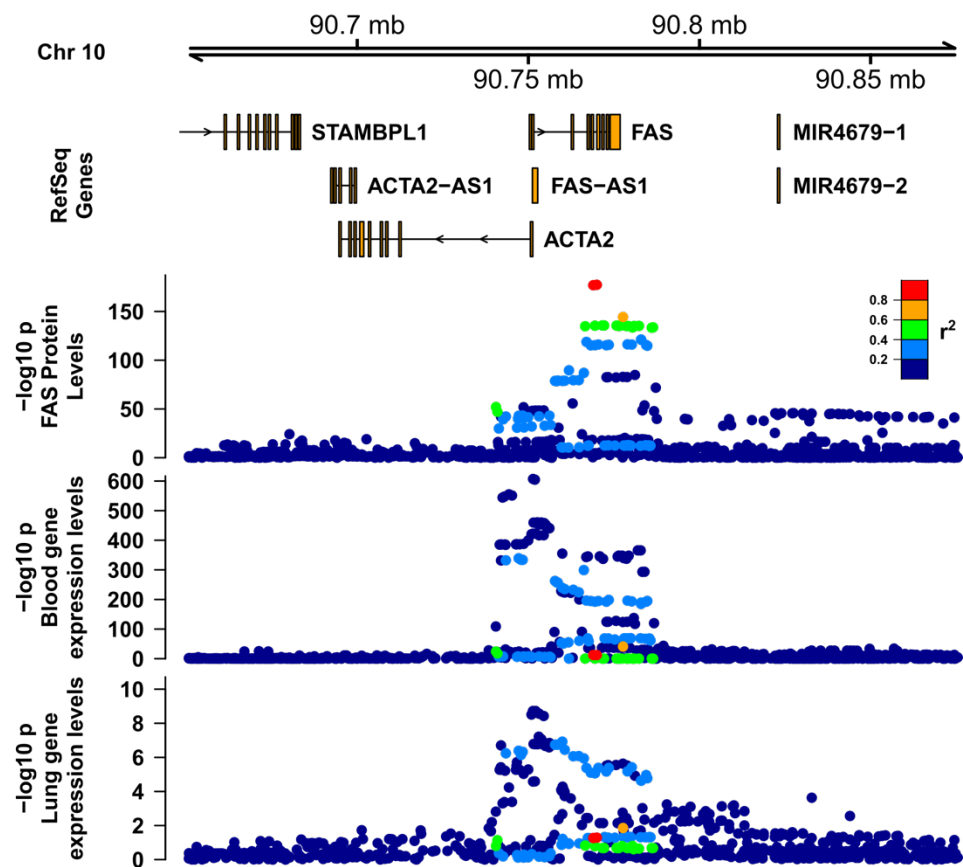 90.7 mb
90.8 mb
Chr 10
90.75 mb
90.85 mb
RefSeq
Genes
STAMBPL1
FAS
MIR4679−1
ACTA2−AS1
FAS−AS1
MIR4679−2
ACTA2
−log10 p
FAS Protein
Levels
150
100
50
0
0.8
0.6
0.4
0.2
r²
−log10 p
Blood gene
expression levels
600
500
400
300
200
100
0
−log10 p
Lung gene
expression levels
10
8
6
4
2
0